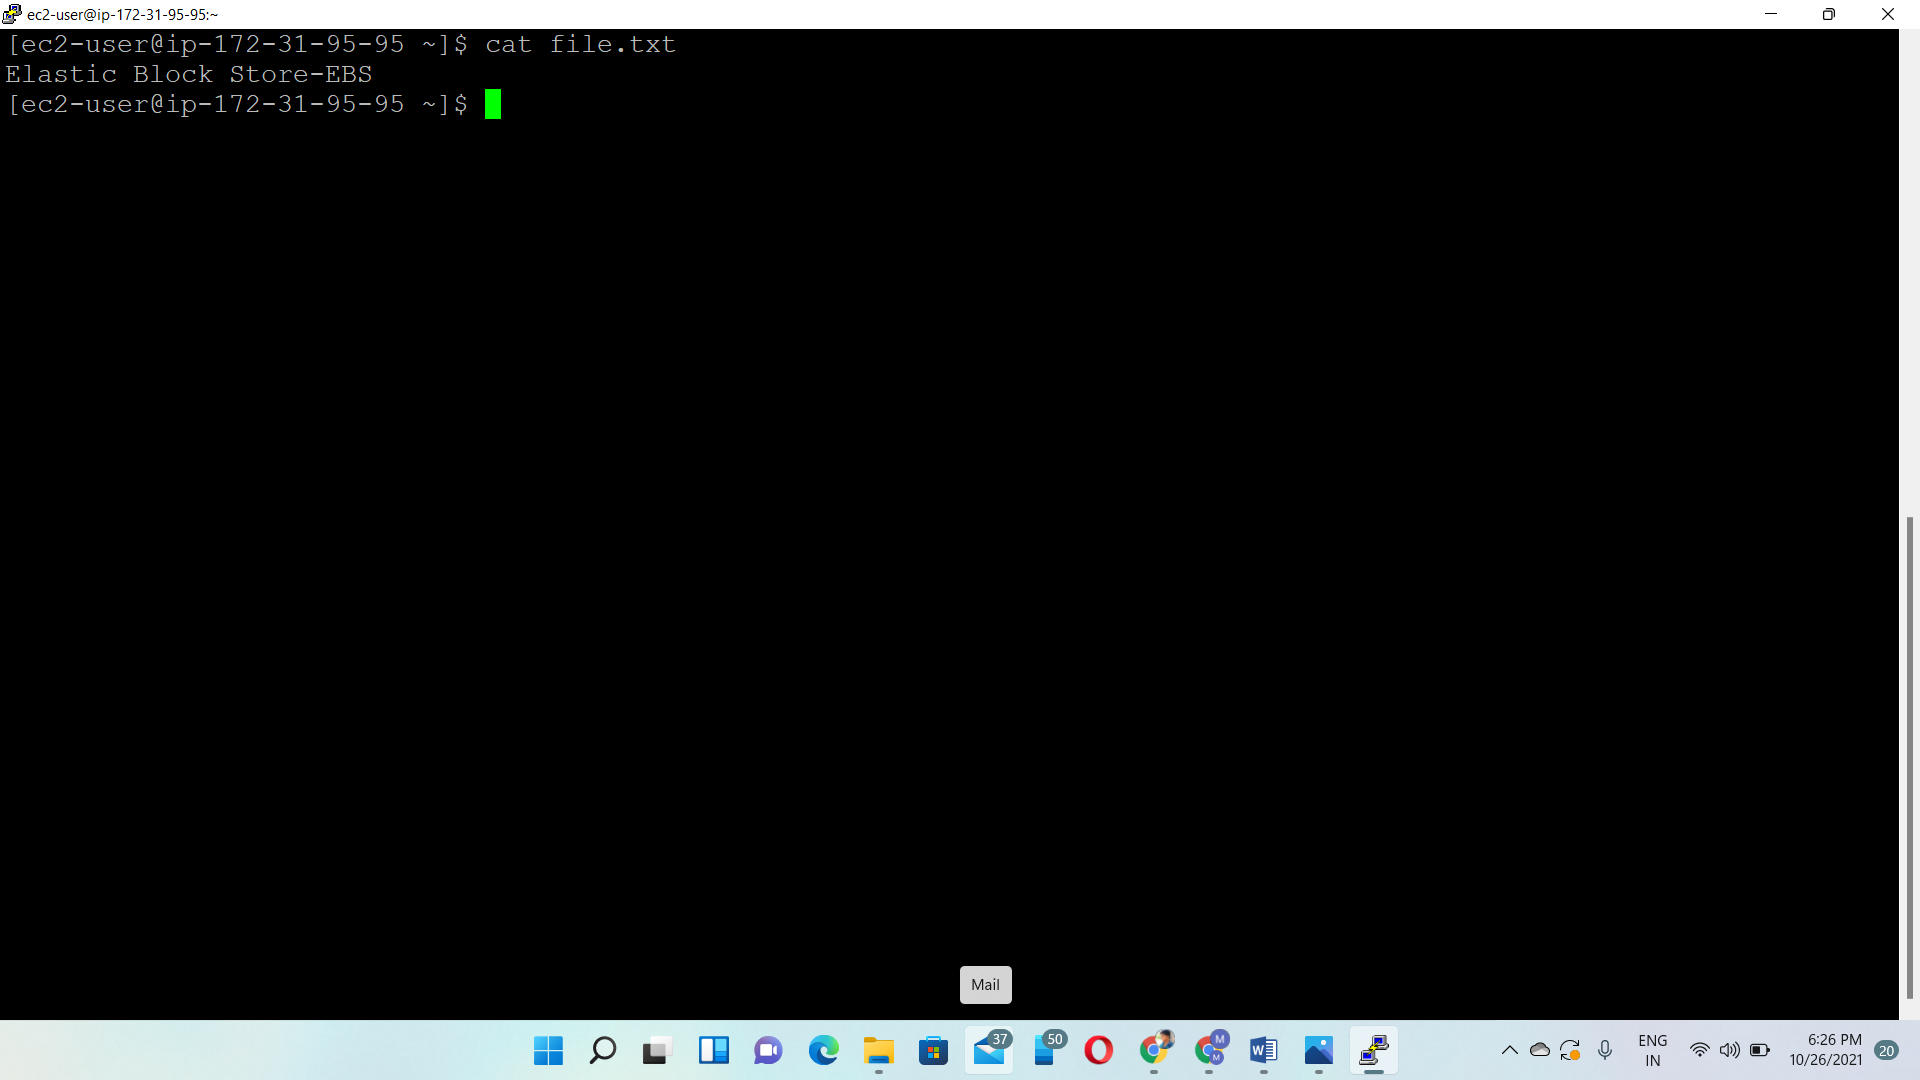 ec2-user@ip-172-31-95-95:~
[ec2-user@ip-172-31-95-95 ~]$ cat file.txt
Elastic Block Store-EBS
[ec2-user@ip-172-31-95-95 ~]$
Mail
37
50
M
M
W
ENG
IN
6:26 PM
10/26/2021
20